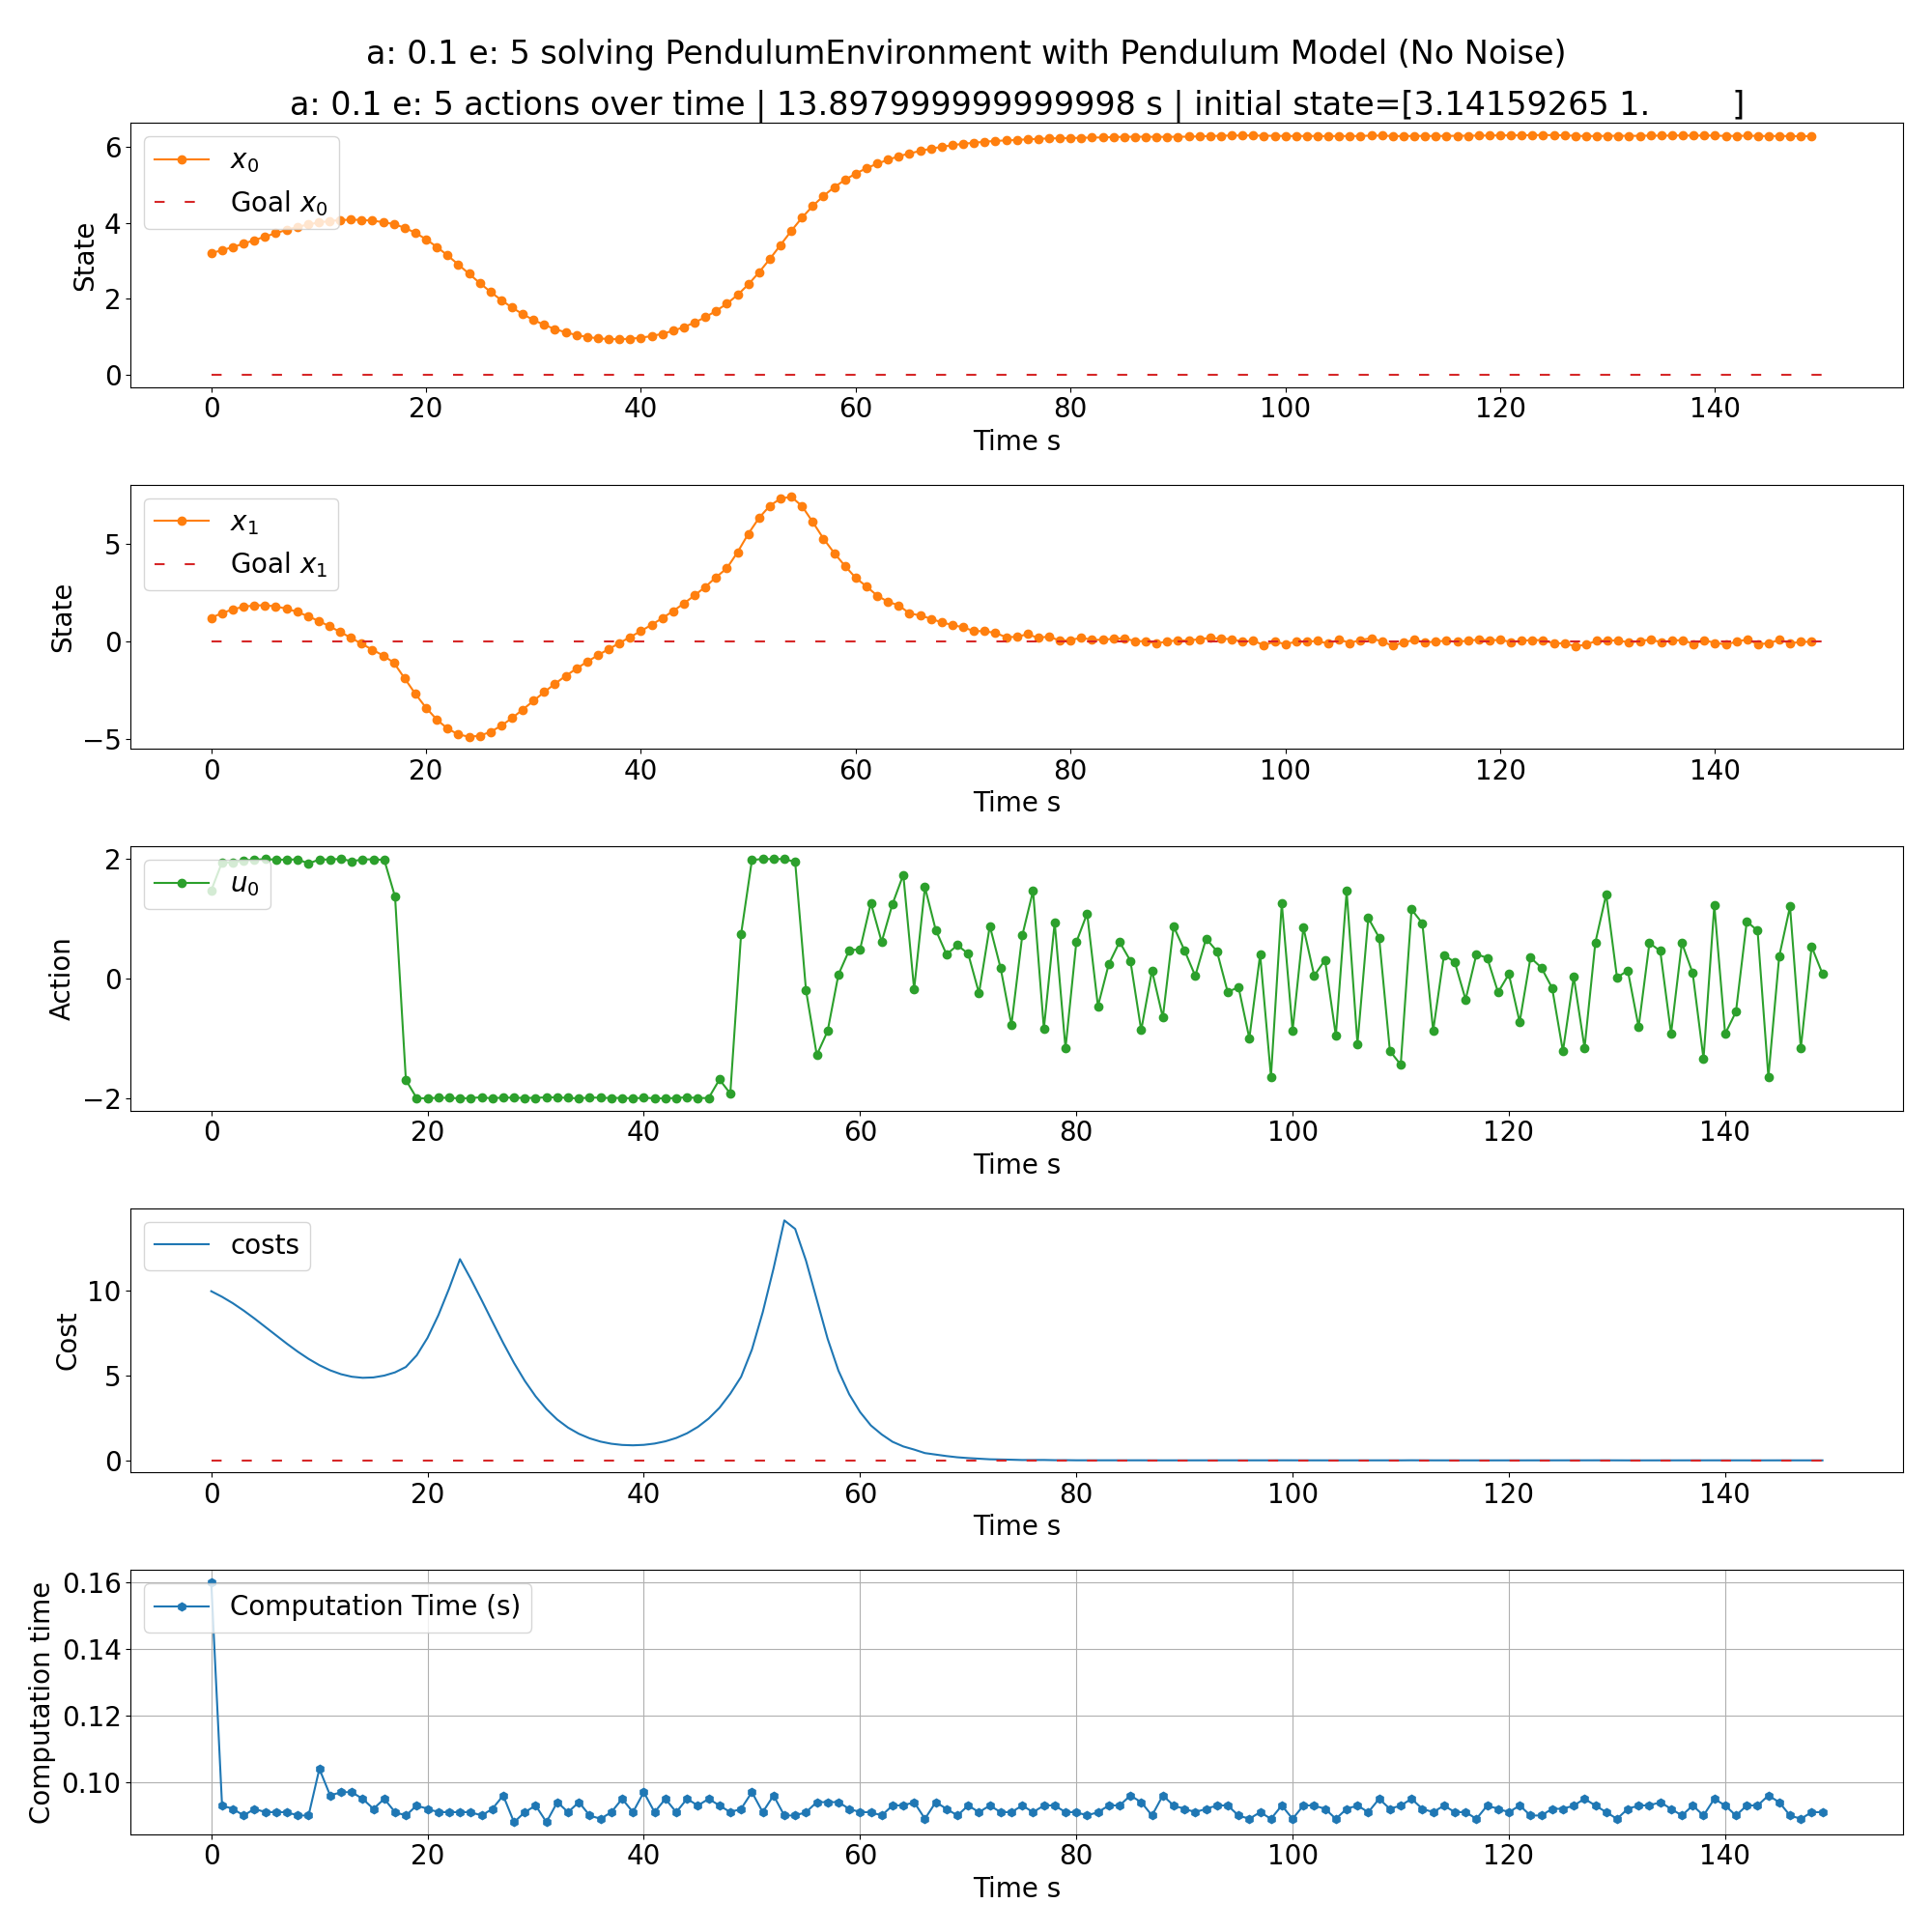 a: 0.1 e: 5 solving PendulumEnvironment with Pendulum Model (No Noise)
a: 0.1 e: 5 actions over time | 13.897999999999998 s | initial state=[3.14159265 1.        ]
x₀
Goal x₀
State
6
4
2
0
0 20 40 60 80 100 120 140
Time s
x₁
Goal x₁
State
5
0
−5
0 20 40 60 80 100 120 140
Time s
u₀
Action
2
0
−2
0 20 40 60 80 100 120 140
Time s
costs
Cost
10
5
0
0 20 40 60 80 100 120 140
Time s
Computation Time (s)
Computation time
0.16
0.14
0.12
0.10
0 20 40 60 80 100 120 140
Time s